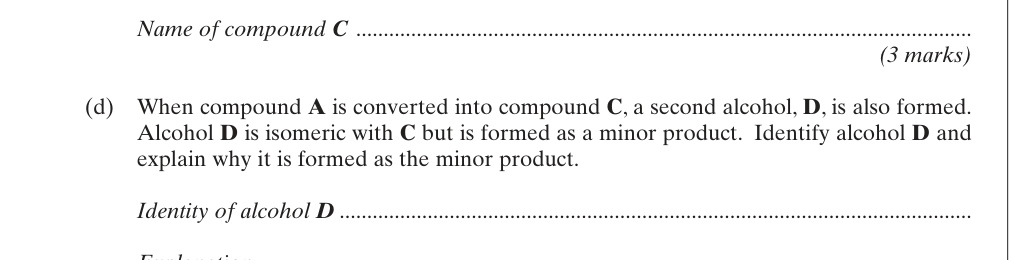 Name of compound C ........................................................................................................
(3 marks)
(d) When compound A is converted into compound C, a second alcohol, D, is also formed.
Alcohol D is isomeric with C but is formed as a minor product. Identify alcohol D and
explain why it is formed as the minor product.
Identity of alcohol D ........................................................................................................